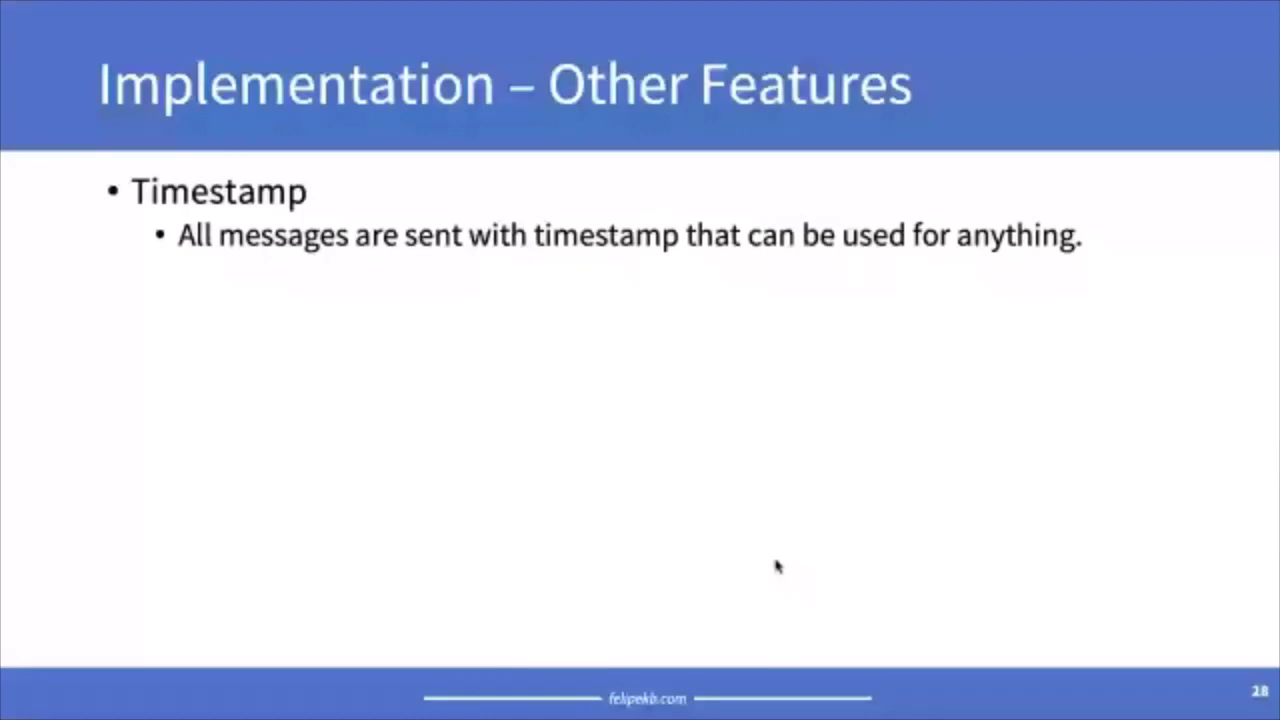 Implementation – Other Features
• Timestamp
• All messages are sent with timestamp that can be used for anything.
felipekb.com
28